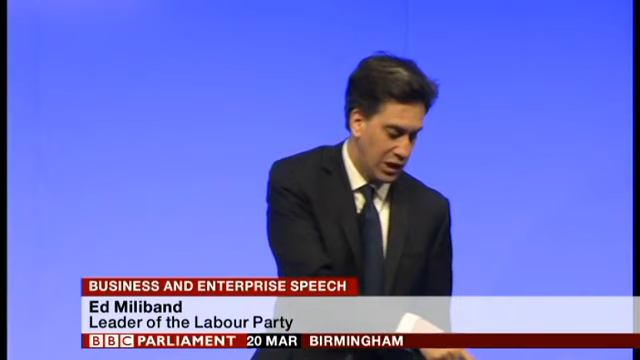 BUSINESS AND ENTERPRISE SPEECH
Ed Miliband
Leader of the Labour Party
BBC PARLIAMENT 20 MAR BIRMINGHAM